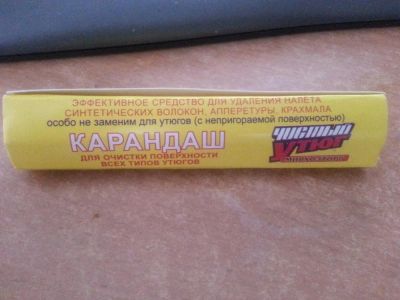 ЭФФЕКТИВНОЕ СРЕДСТВО ДЛЯ УДАЛЕНИЯ НАЛЕТА
СИНТЕТИЧЕСКИХ ВОЛОКОН, АППЕРЕТУРЫ, КРАХМАЛА
особо не заменим для утюгов (с непригораемой поверхностью)
КАРАНДАШ
ДЛЯ ОЧИСТКИ ПОВЕРХНОСТИ
ВСЕХ ТИПОВ УТЮГОВ
ЧИСТЫЙ
УТЮГ